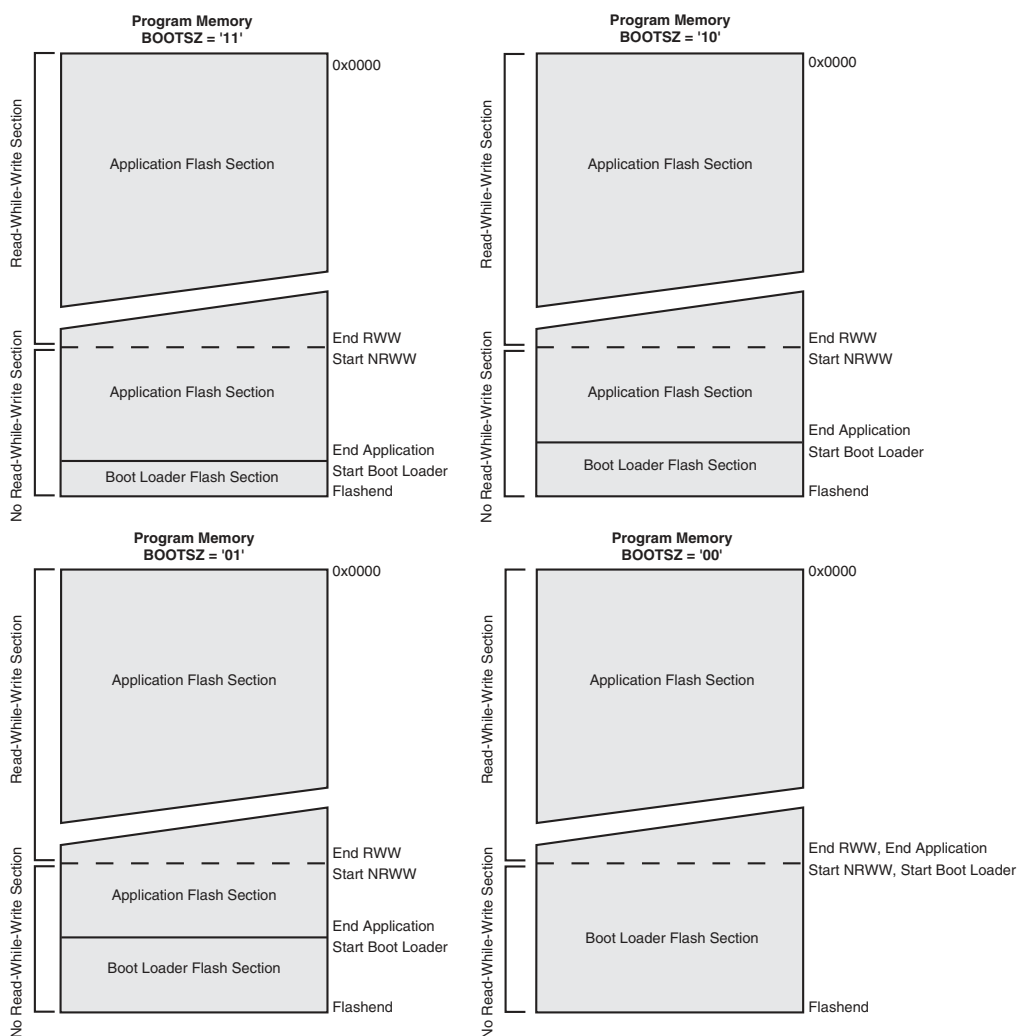 Program Memory
BOOTSZ = '11'
0x0000
Read-While-Write Section
Application Flash Section
End RWW
Start NRWW
No Read-While-Write Section
Application Flash Section
End Application
Start Boot Loader
Boot Loader Flash Section
Flashend
Program Memory
BOOTSZ = '10'
0x0000
Read-While-Write Section
Application Flash Section
End RWW
Start NRWW
No Read-While-Write Section
Application Flash Section
End Application
Start Boot Loader
Boot Loader Flash Section
Flashend
Program Memory
BOOTSZ = '01'
0x0000
Read-While-Write Section
Application Flash Section
End RWW
Start NRWW
No Read-While-Write Section
Application Flash Section
End Application
Start Boot Loader
Boot Loader Flash Section
Flashend
Program Memory
BOOTSZ = '00'
0x0000
Read-While-Write Section
Application Flash Section
End RWW, End Application
Start NRWW, Start Boot Loader
No Read-While-Write Section
Boot Loader Flash Section
Flashend